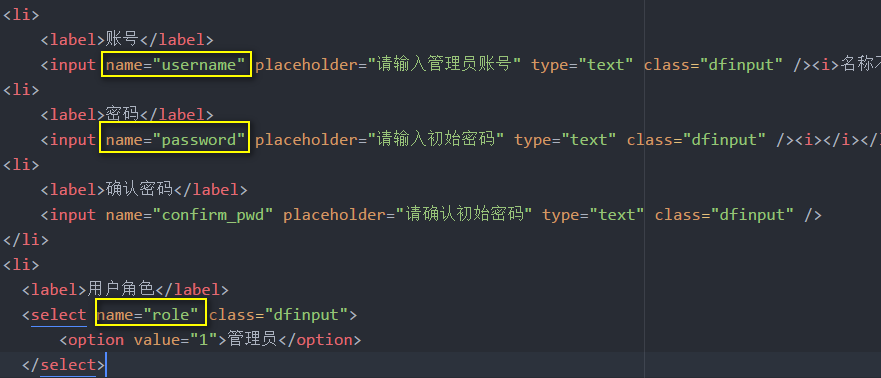 <li>
<label>账号</label>
<input name="username" placeholder="请输入管理员账号" type="text" class="dfinput" /><i>名称
<li>
<label>密码</label>
<input name="password" placeholder="请输入初始密码" type="text" class="dfinput" /><i></i></
<li>
<label>确认密码</label>
<input name="confirm_pwd" placeholder="请确认初始密码" type="text" class="dfinput" />
</li>
<li>
<label>用户角色</label>
<select name="role" class="dfinput">
<option value="1">管理员</option>
</select>